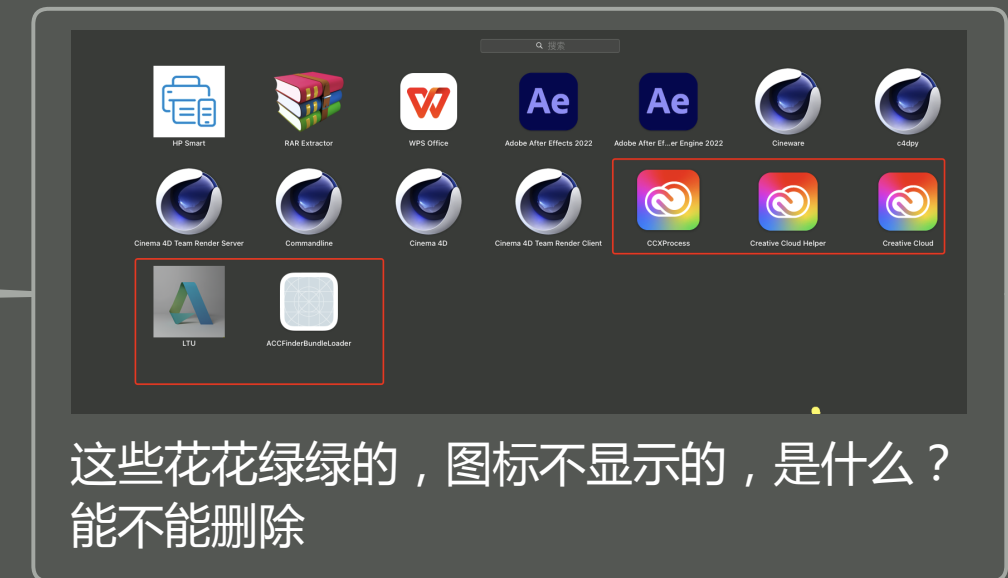 搜索
HP Smart
RAR Extractor
WPS Office
Ae
Adobe After Effects 2022
Ae
Adobe After Ef...er Engine 2022
Cineware
c4dpy
Cinema 4D Team Render Server
Commandline
Cinema 4D
Cinema 4D Team Render Client
CCXProcess
Creative Cloud Helper
Creative Cloud
LTU
ACCFinderBundleLoader
这些花花绿绿的，图标不显示的，是什么？
能不能删除